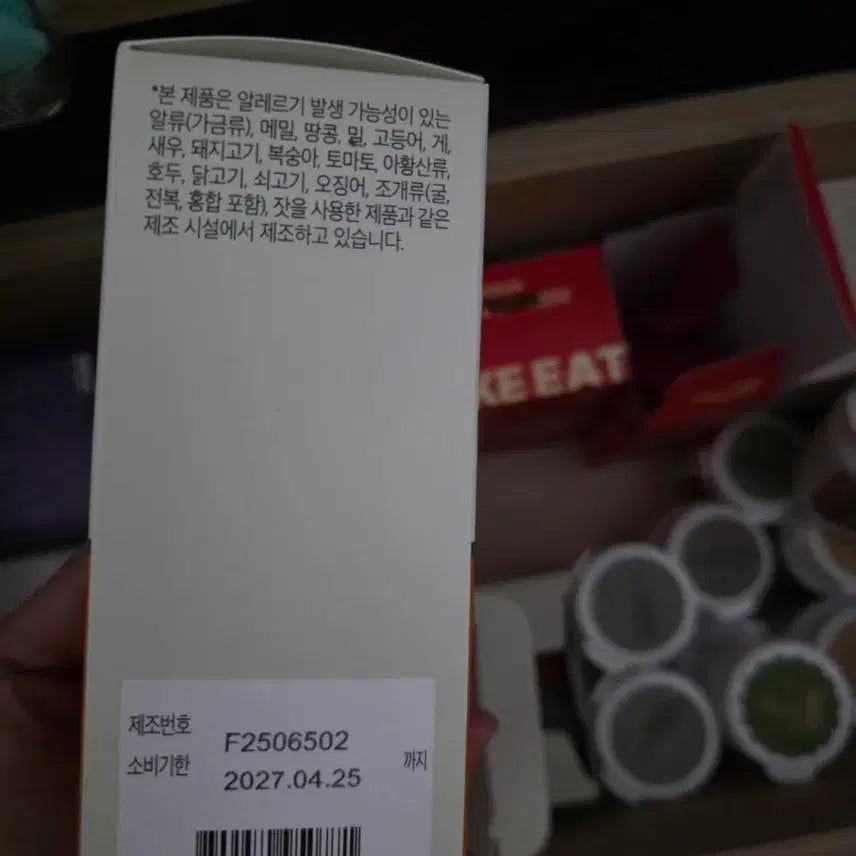 *본 제품은 알레르기 발생 가능성이 있는
알류(가금류), 메밀, 땅콩, 밀, 고등어, 게,
새우, 돼지고기, 복숭아, 토마토, 아황산류,
호두, 닭고기, 쇠고기, 오징어, 조개류(굴,
전복, 홍합 포함), 잣을 사용한 제품과 같은
제조 시설에서 제조하고 있습니다.
KE EAT
제조번호 F2506502
소비기한 2027.04.25 까지